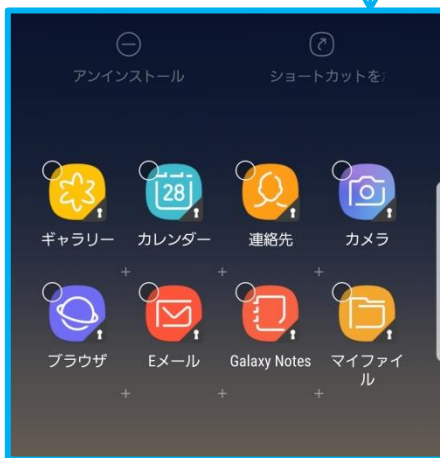 アンインストール
ショートカットを
28
ギャラリー
カレンダー
連絡先
カメラ
ブラウザ
Eメール
Galaxy Notes
マイファイ
ル